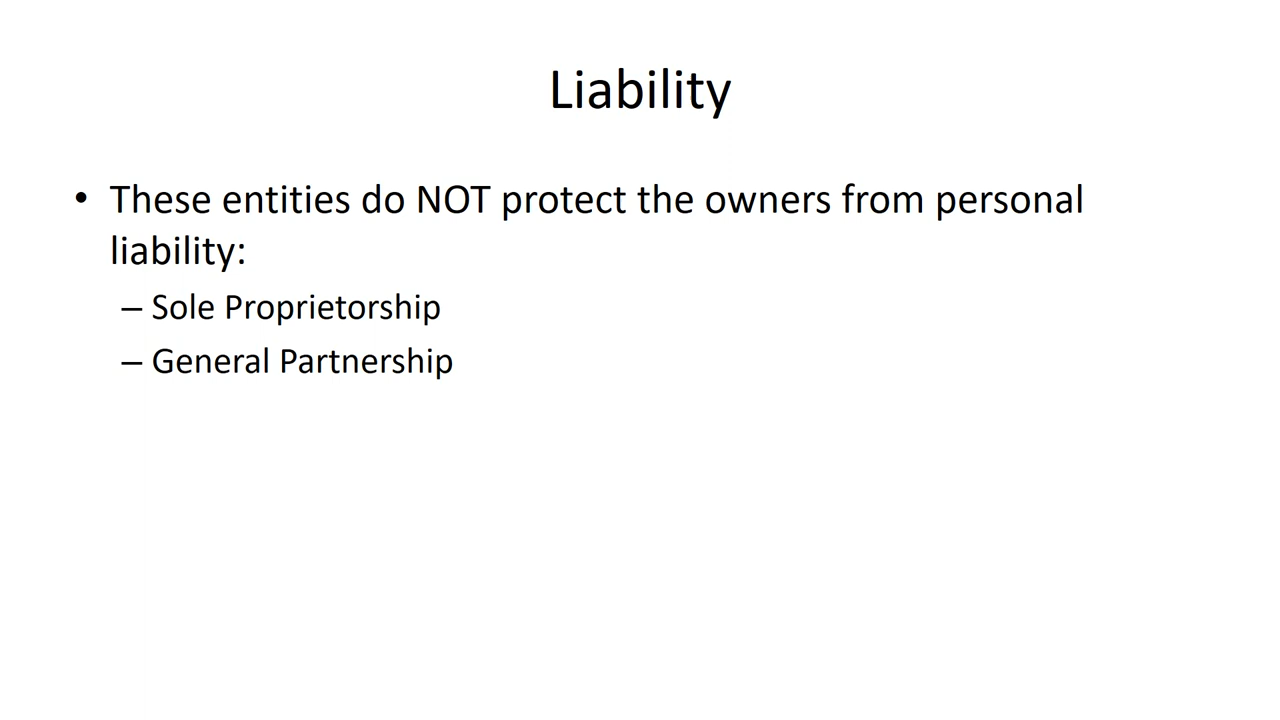 Liability
• These entities do NOT protect the owners from personal
liability:
– Sole Proprietorship
– General Partnership